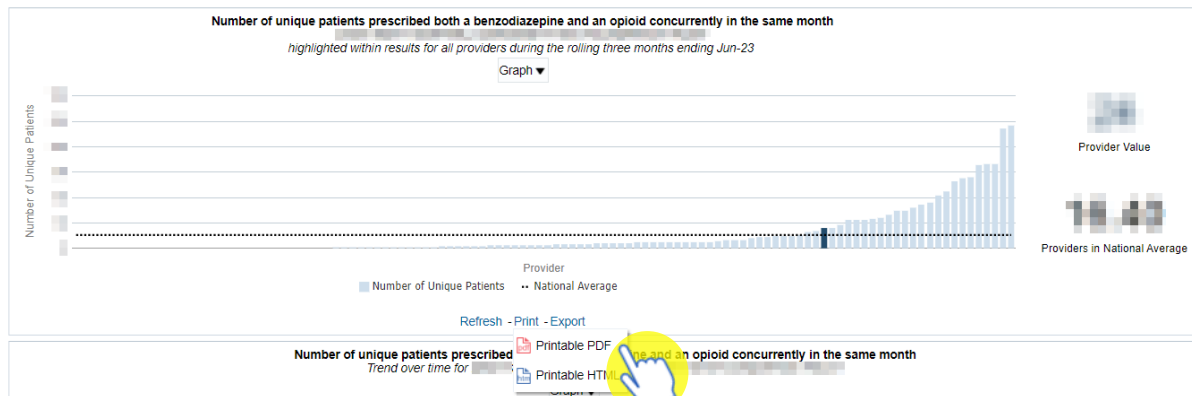 Number of unique patients prescribed both a benzodiazepine and an opioid concurrently in the same month
highlighted within results for all providers during the rolling three months ending Jun-23
Graph ▼
Number of Unique Patients
Provider Value
Providers in National Average
Provider
Number of Unique Patients
National Average
Refresh - Print - Export
Printable PDF
Printable HTML
Number of unique patients prescribed and an opioid concurrently in the same month
Trend over time for
Graph ▼